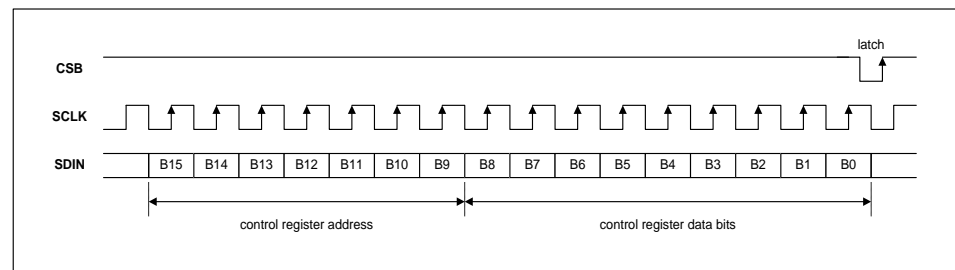 latch
CSB
SCLK
SDIN B15 B14 B13 B12 B11 B10 B9 B8 B7 B6 B5 B4 B3 B2 B1 B0
control register address control register data bits